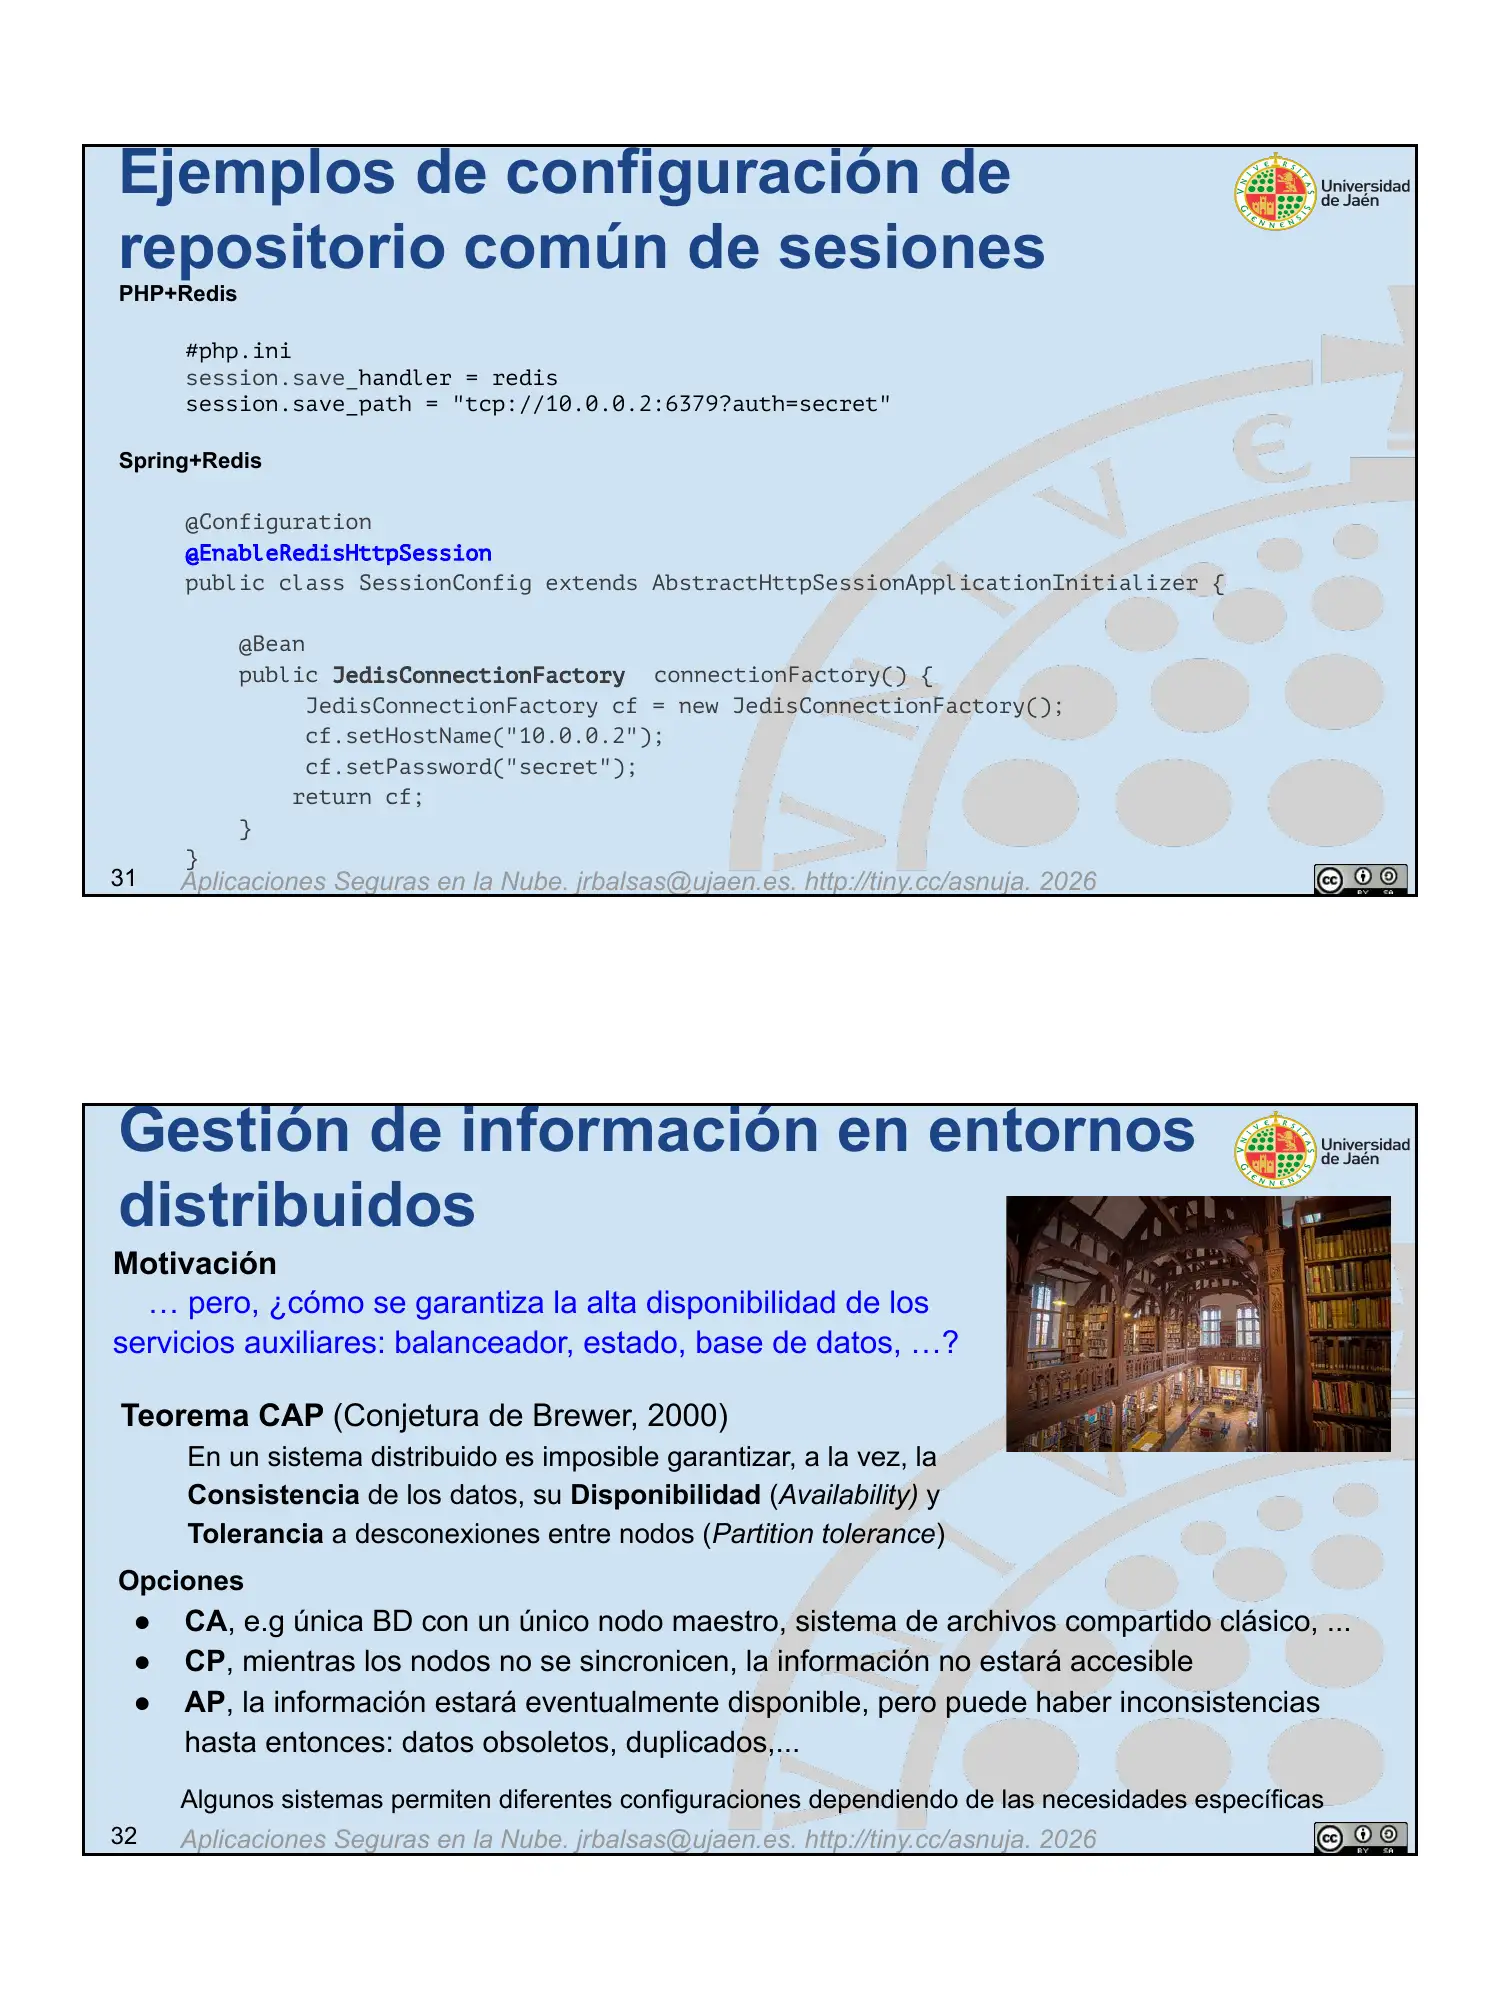 Ejemplos de configuración de
repositorio común de sesiones
Universidad
de Jaén
PHP+Redis
#php.ini
session.save_handler = redis
session.save_path = "tcp://10.0.0.2:6379?auth=secret"
Spring+Redis
@Configuration
@EnableRedisHttpSession
public class SessionConfig extends AbstractHttpSessionApplicationInitializer {
@Bean
public JedisConnectionFactory  connectionFactory() {
JedisConnectionFactory cf = new JedisConnectionFactory();
cf.setHostName("10.0.0.2");
cf.setPassword("secret");
return cf;
}
}
31
Aplicaciones Seguras en la Nube. jrbalsas@ujaen.es. http://tiny.cc/asnuja. 2026
cc BY SA
Gestión de información en entornos
distribuidos
Universidad
de Jaén
Motivación
… pero, ¿cómo se garantiza la alta disponibilidad de los
servicios auxiliares: balanceador, estado, base de datos, …?
Teorema CAP (Conjetura de Brewer, 2000)
En un sistema distribuido es imposible garantizar, a la vez, la
Consistencia de los datos, su Disponibilidad (Availability) y
Tolerancia a desconexiones entre nodos (Partition tolerance)
Opciones
● CA, e.g única BD con un único nodo maestro, sistema de archivos compartido clásico, ...
● CP, mientras los nodos no se sincronicen, la información no estará accesible
● AP, la información estará eventualmente disponible, pero puede haber inconsistencias
hasta entonces: datos obsoletos, duplicados,...
Algunos sistemas permiten diferentes configuraciones dependiendo de las necesidades específicas
32
Aplicaciones Seguras en la Nube. jrbalsas@ujaen.es. http://tiny.cc/asnuja. 2026
cc BY SA